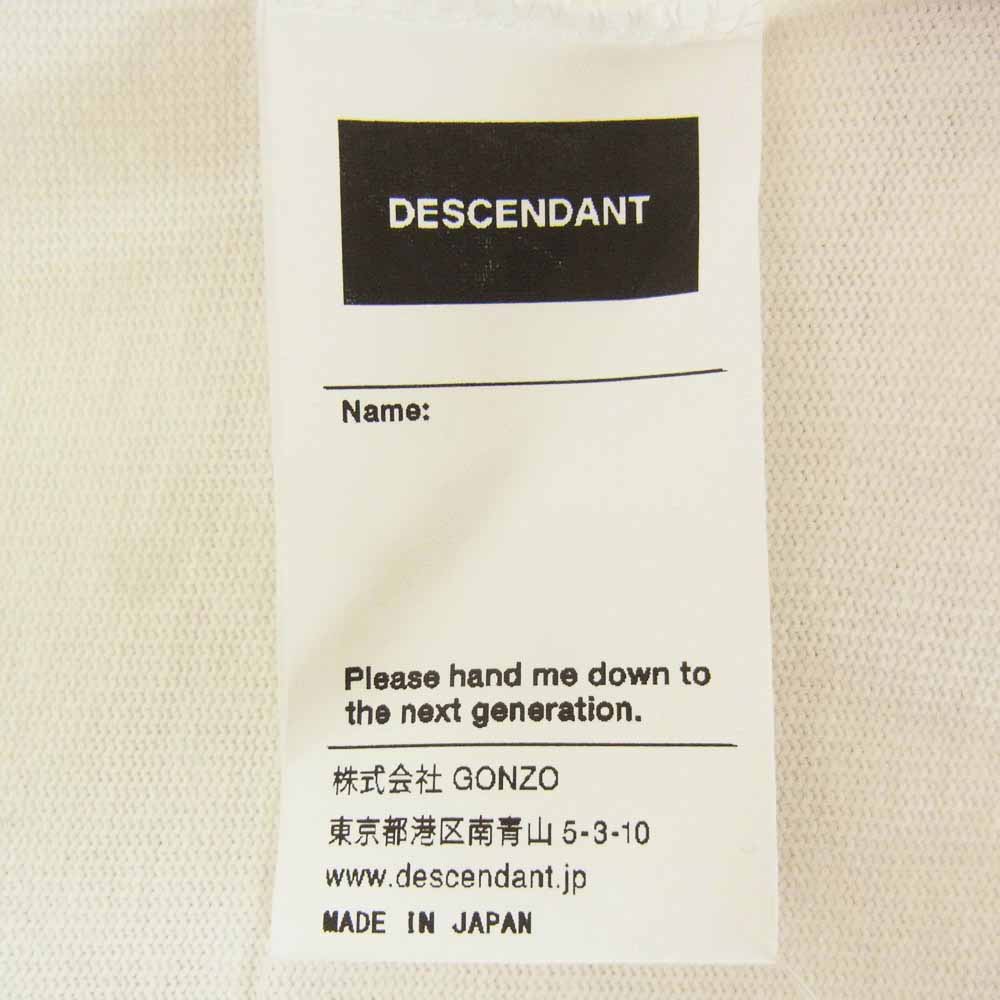 DESCENDANT
Name:
Please hand me down to
the next generation.
株式会社 GONZO
東京都港区南青山 5-3-10
www.descendant.jp
MADE IN JAPAN